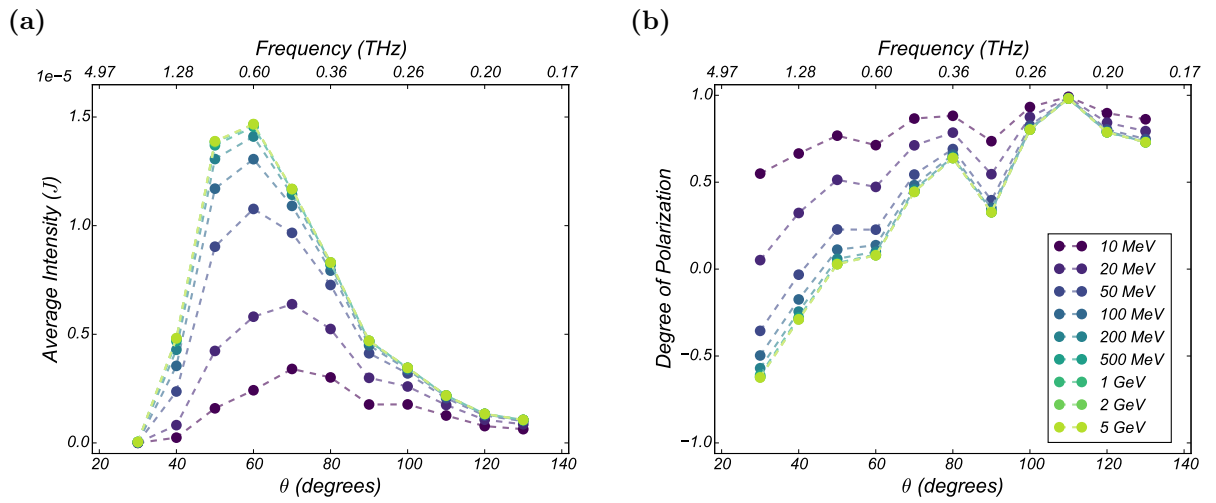 (a)
Frequency (THz)
1e−5 4.97 1.28 0.60 0.36 0.26 0.20 0.17
1.5
1.0
0.5
0.0
Average Intensity (J)
20 40 60 80 100 120 140
θ (degrees)
(b)
Frequency (THz)
4.97 1.28 0.60 0.36 0.26 0.20 0.17
1.0
0.5
0.0
−0.5
−1.0
Degree of Polarization
10 MeV
20 MeV
50 MeV
100 MeV
200 MeV
500 MeV
1 GeV
2 GeV
5 GeV
20 40 60 80 100 120 140
θ (degrees)